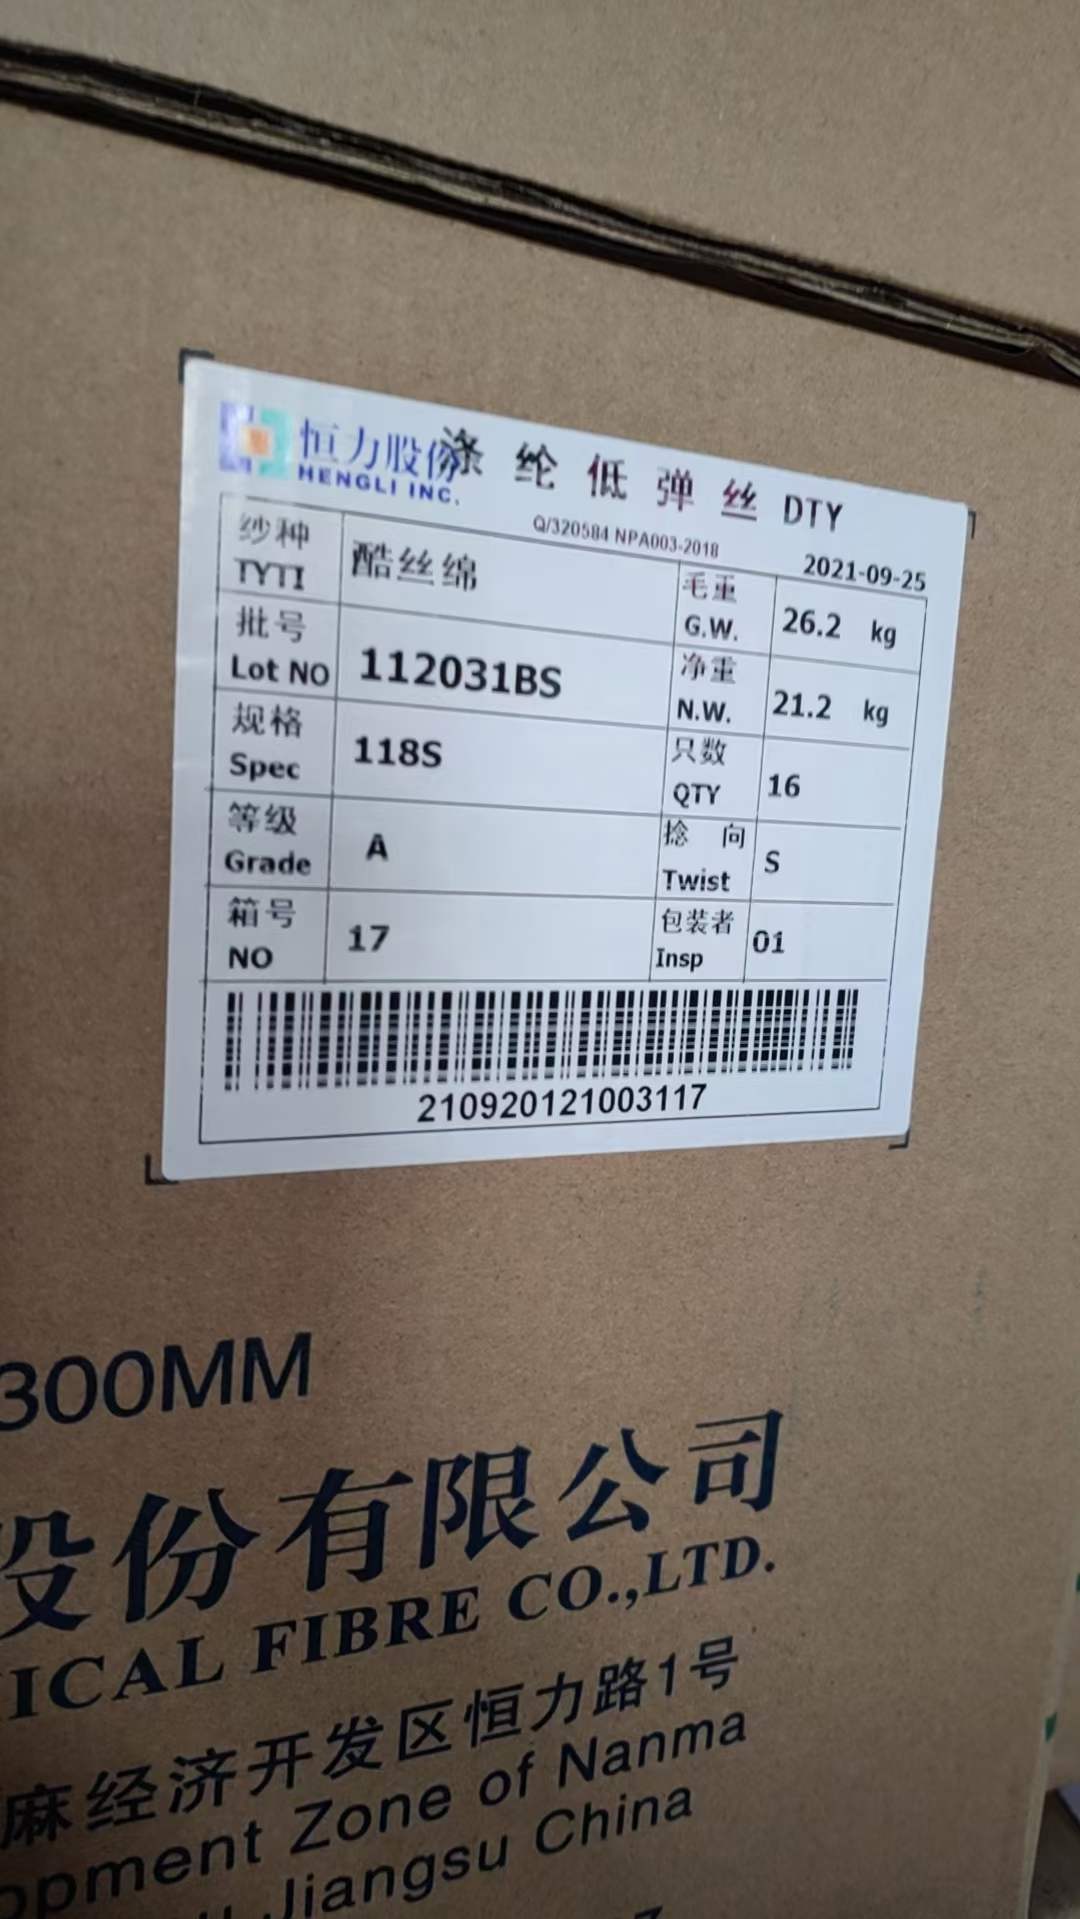 恒力股份 涤纶低弹丝 DTY
HENGLI INC.
Q/320584 NPA003-2018
2021-09-25
纱种 酷丝绵 毛重 26.2 kg
TYTI G.W.
批号 112031BS 净重 21.2 kg
Lot NO N.W.
规格 118S 只数 16
Spec QTY
等级 A 捻 向 S
Grade Twist
箱号 17 包装者 01
NO Insp
210920121003117
300MM
股份有限公司
ICAL FIBRE CO.,LTD.
麻经济开发区恒力路1号
opment Zone of Nanma
Jiangsu China